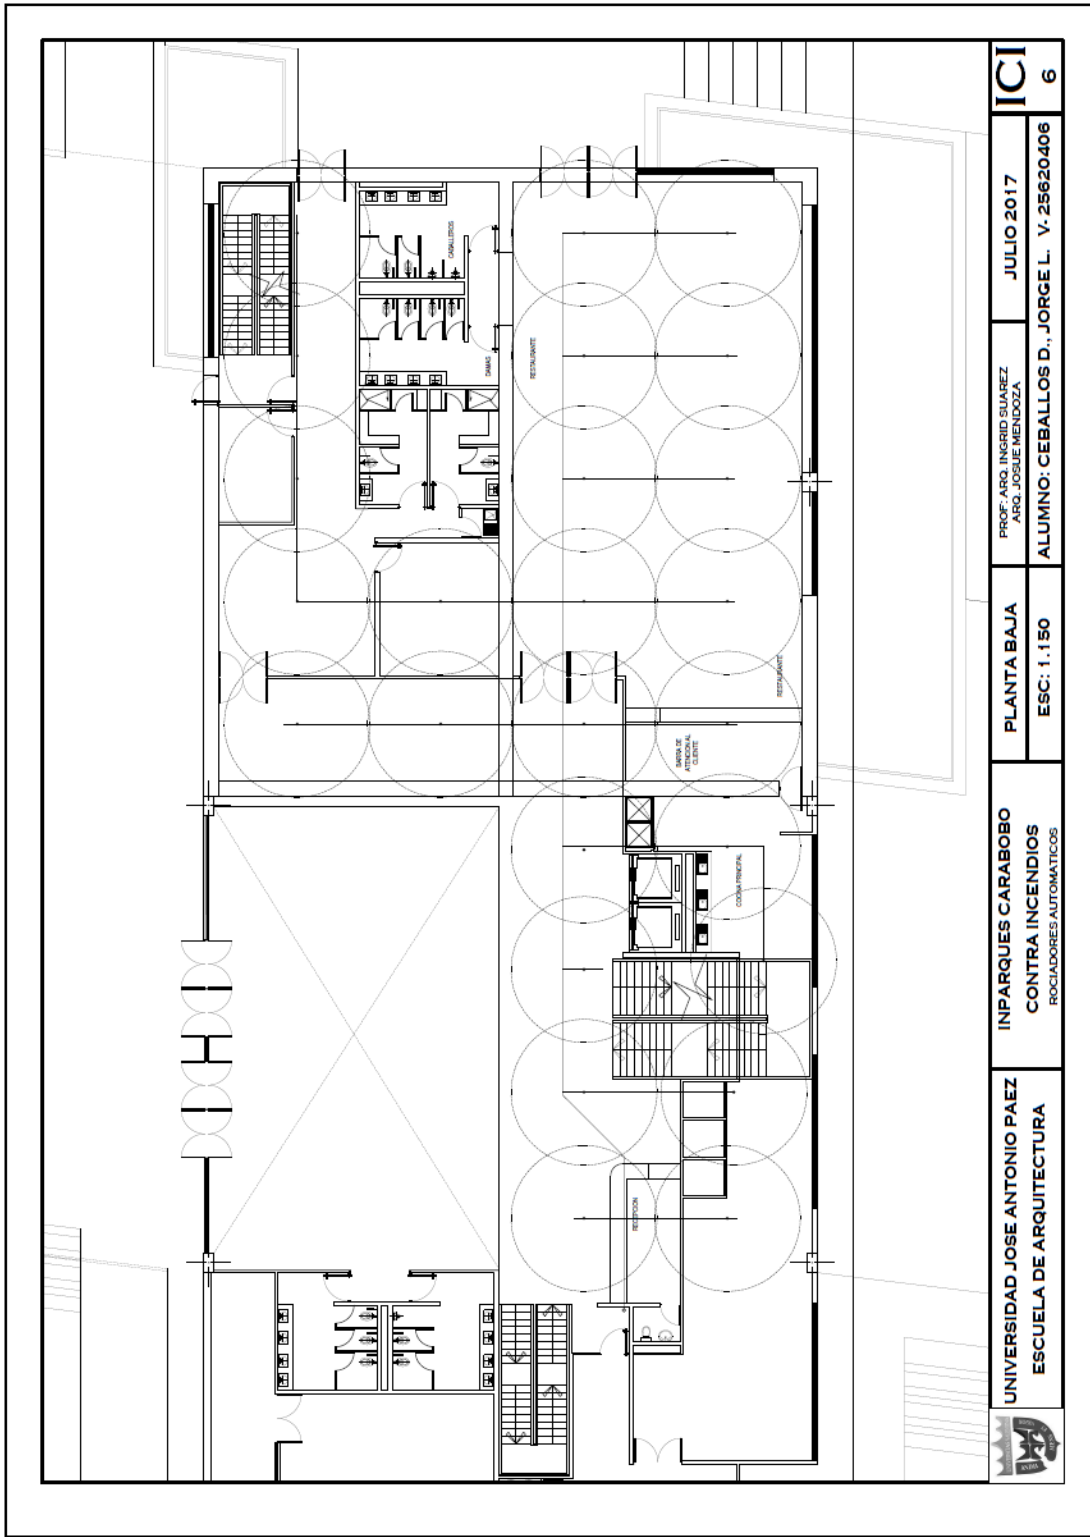 CABALLEROS
DAMAS
RESTAURANTE
RESTAURANTE
BARRA DE
ATENCION AL
CLIENTE
COCINA PRINCIPAL
RECEPCION
UNIVERSIDAD JOSE ANTONIO PAEZ
ESCUELA DE ARQUITECTURA
INPARQUES CARABOBO
CONTRA INCENDIOS
ROCIADORES AUTOMATICOS
PLANTA BAJA
ESC: 1.150
PROF: ARQ. INGRID SUAREZ
ARQ. JOSUE MENDOZA
JULIO 2017
ALUMNO: CEBALLOS D., JORGE L. V- 25620406
ICI
6